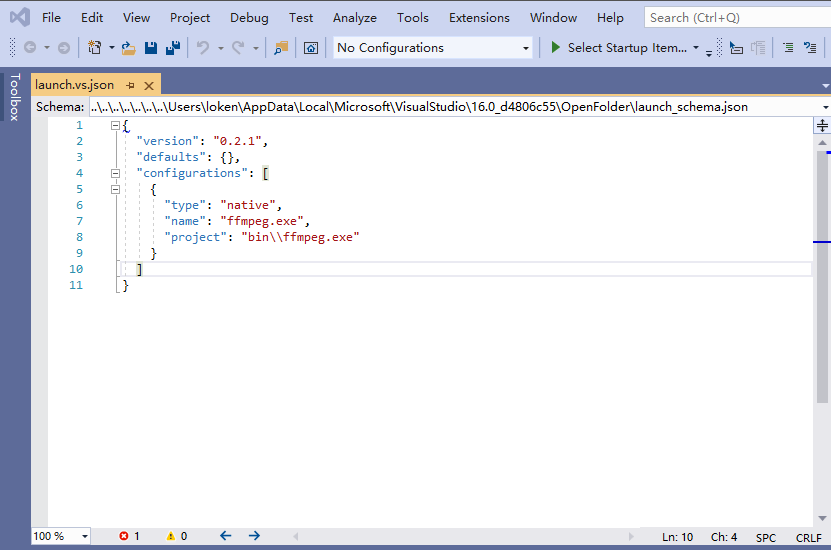 File Edit View Project Debug Test Analyze Tools Extensions Window Help Search (Ctrl+Q)
No Configurations Select Startup Item...
Toolbox
launch.vs.json
Schema: ..\..\..\..\..\..\..\Users\loken\AppData\Local\Microsoft\VisualStudio\16.0_d4806c55\OpenFolder\launch_schema.json
1 {
2 "version": "0.2.1",
3 "defaults": {},
4 "configurations": [
5 {
6 "type": "native",
7 "name": "ffmpeg.exe",
8 "project": "bin\\ffmpeg.exe"
9 }
10 ]
11 }
100 % 1 0 Ln: 10 Ch: 4 SPC CRLF